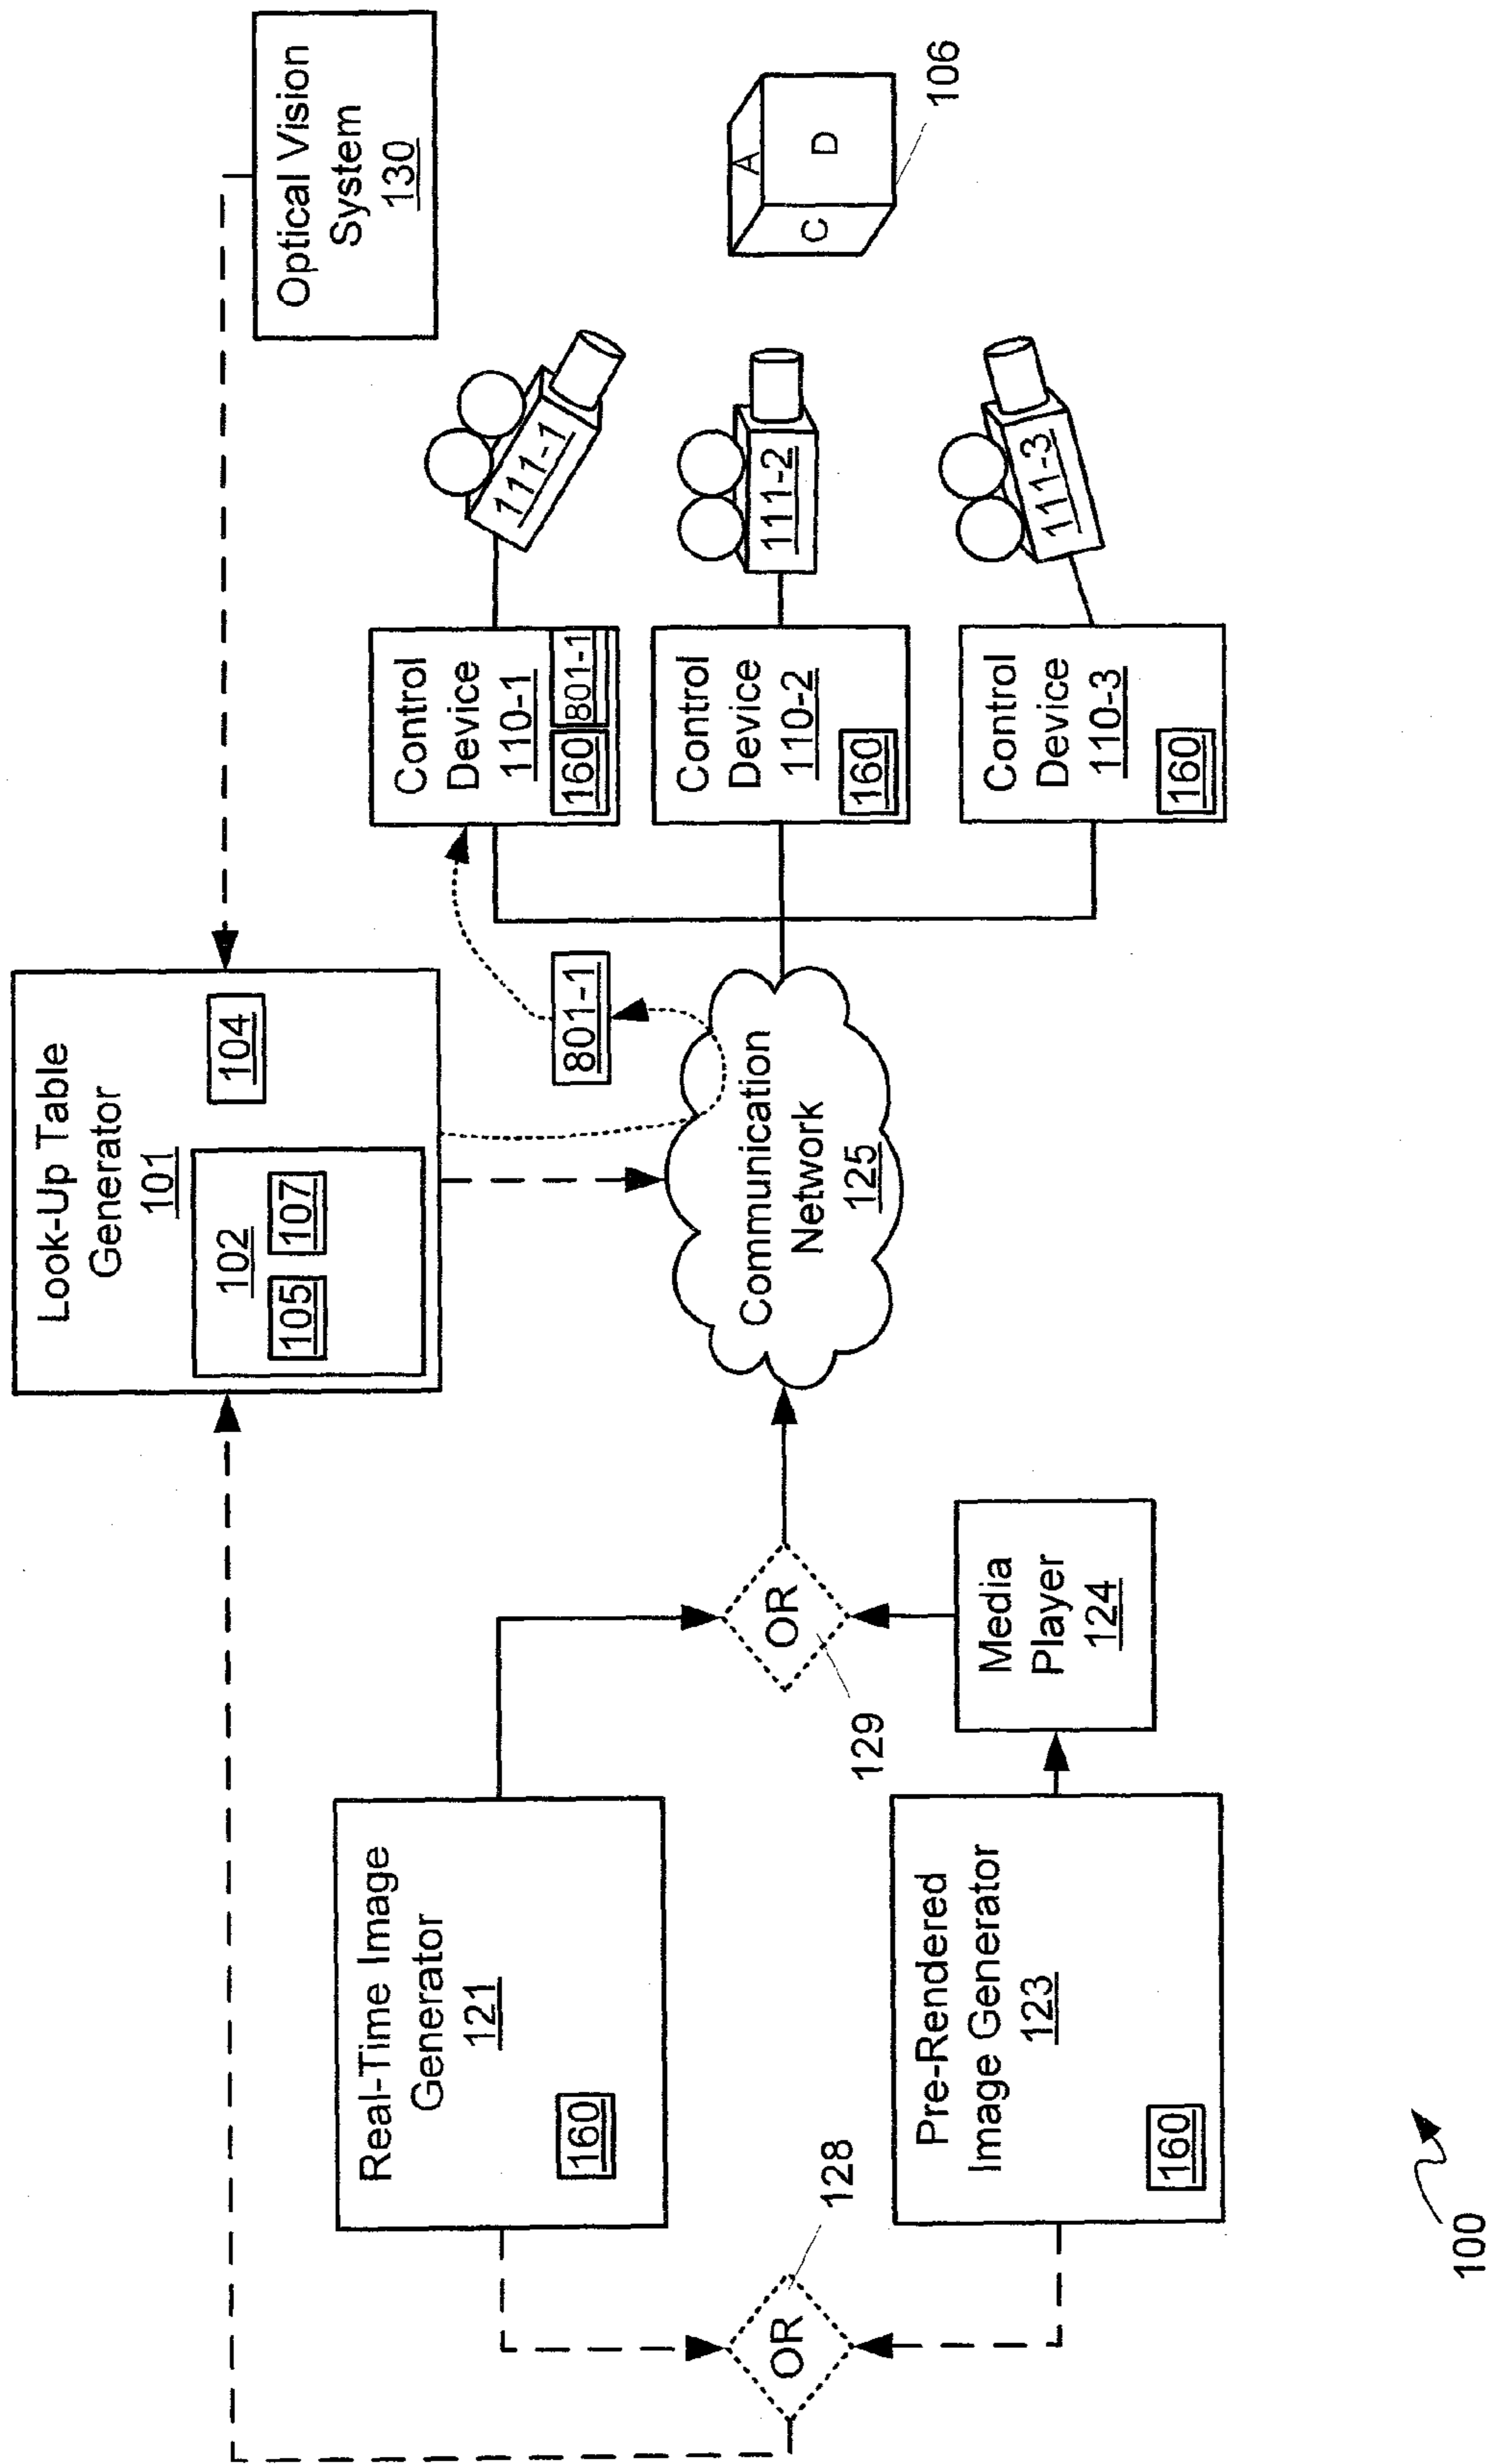 Look-Up Table
Generator
101
102
105
107
104
Optical Vision
System
130
Real-Time Image
Generator
121
160
Pre-Rendered
Image Generator
123
160
OR
128
OR
129
Media
Player
124
Communication
Network
125
801-1
Control
Device
110-1
160
801-1
Control
Device
110-2
160
Control
Device
110-3
160
111-1
111-2
111-3
A
C
D
106
100